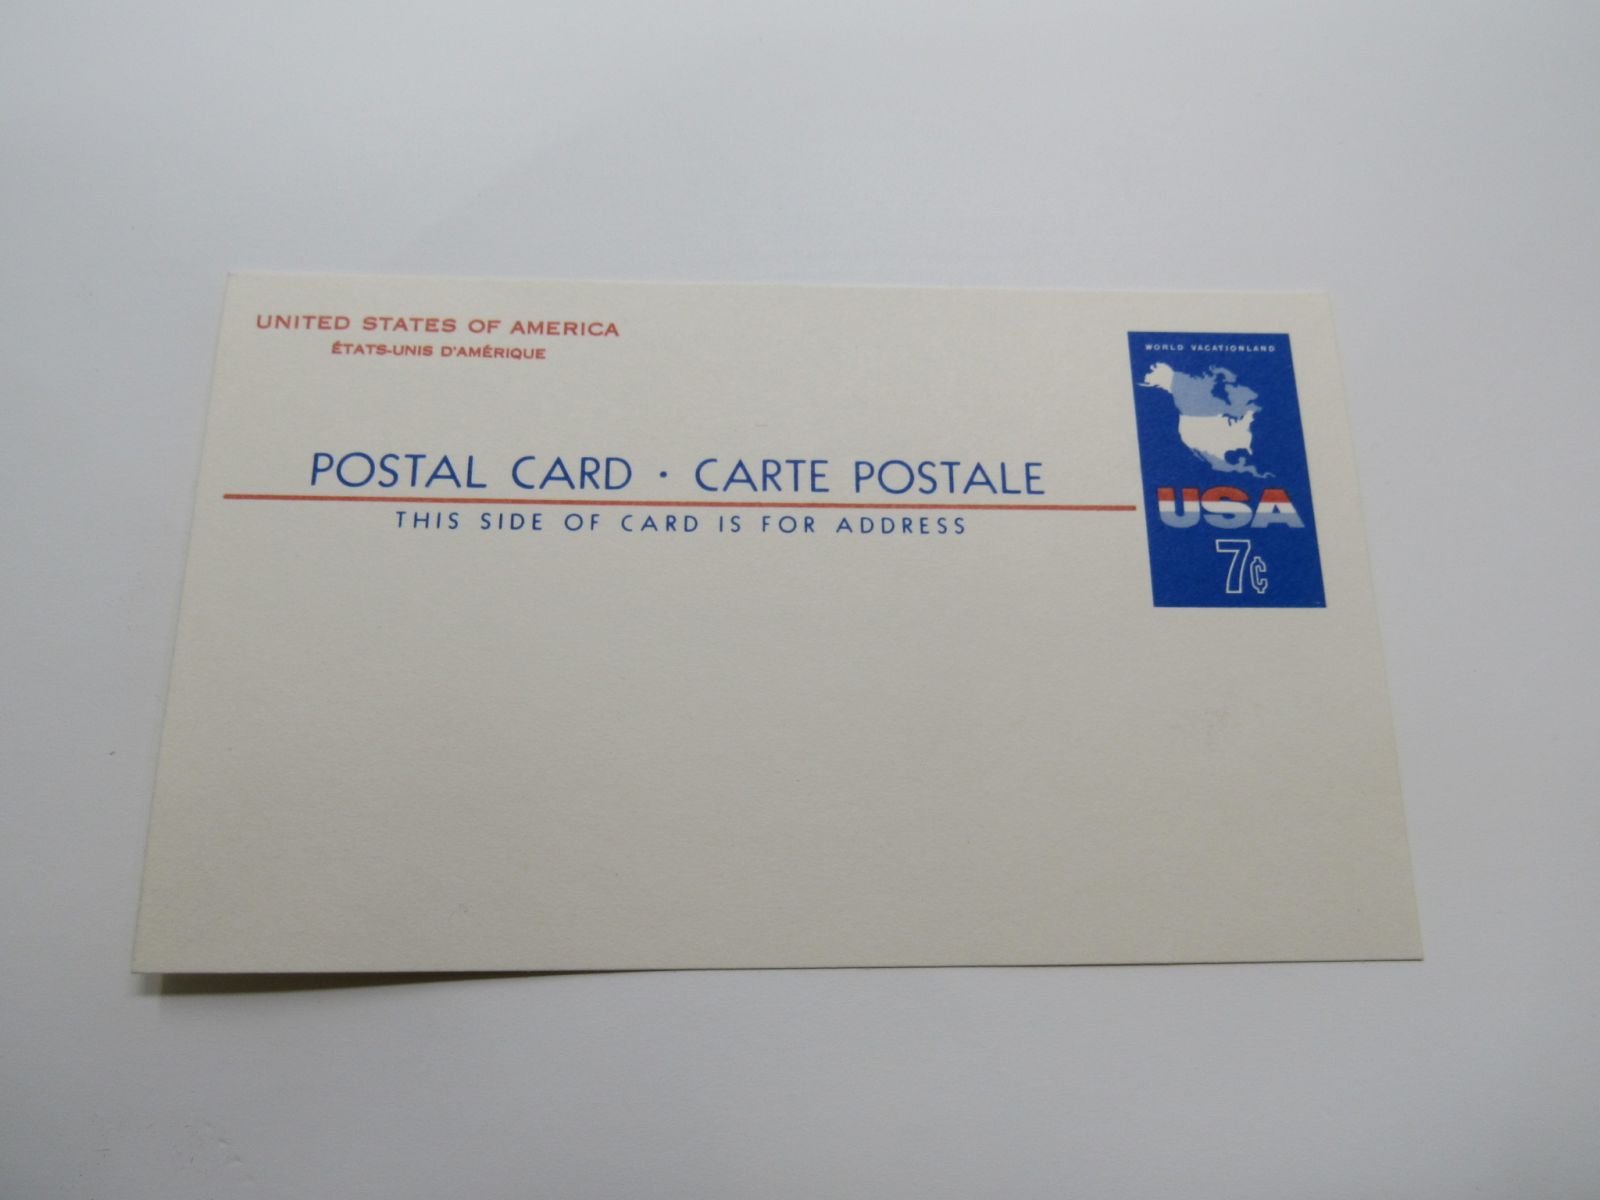 UNITED STATES OF AMERICA
ÉTATS-UNIS D'AMÉRIQUE
POSTAL CARD · CARTE POSTALE
THIS SIDE OF CARD IS FOR ADDRESS
WORLD VACATIONLAND
USA
7¢